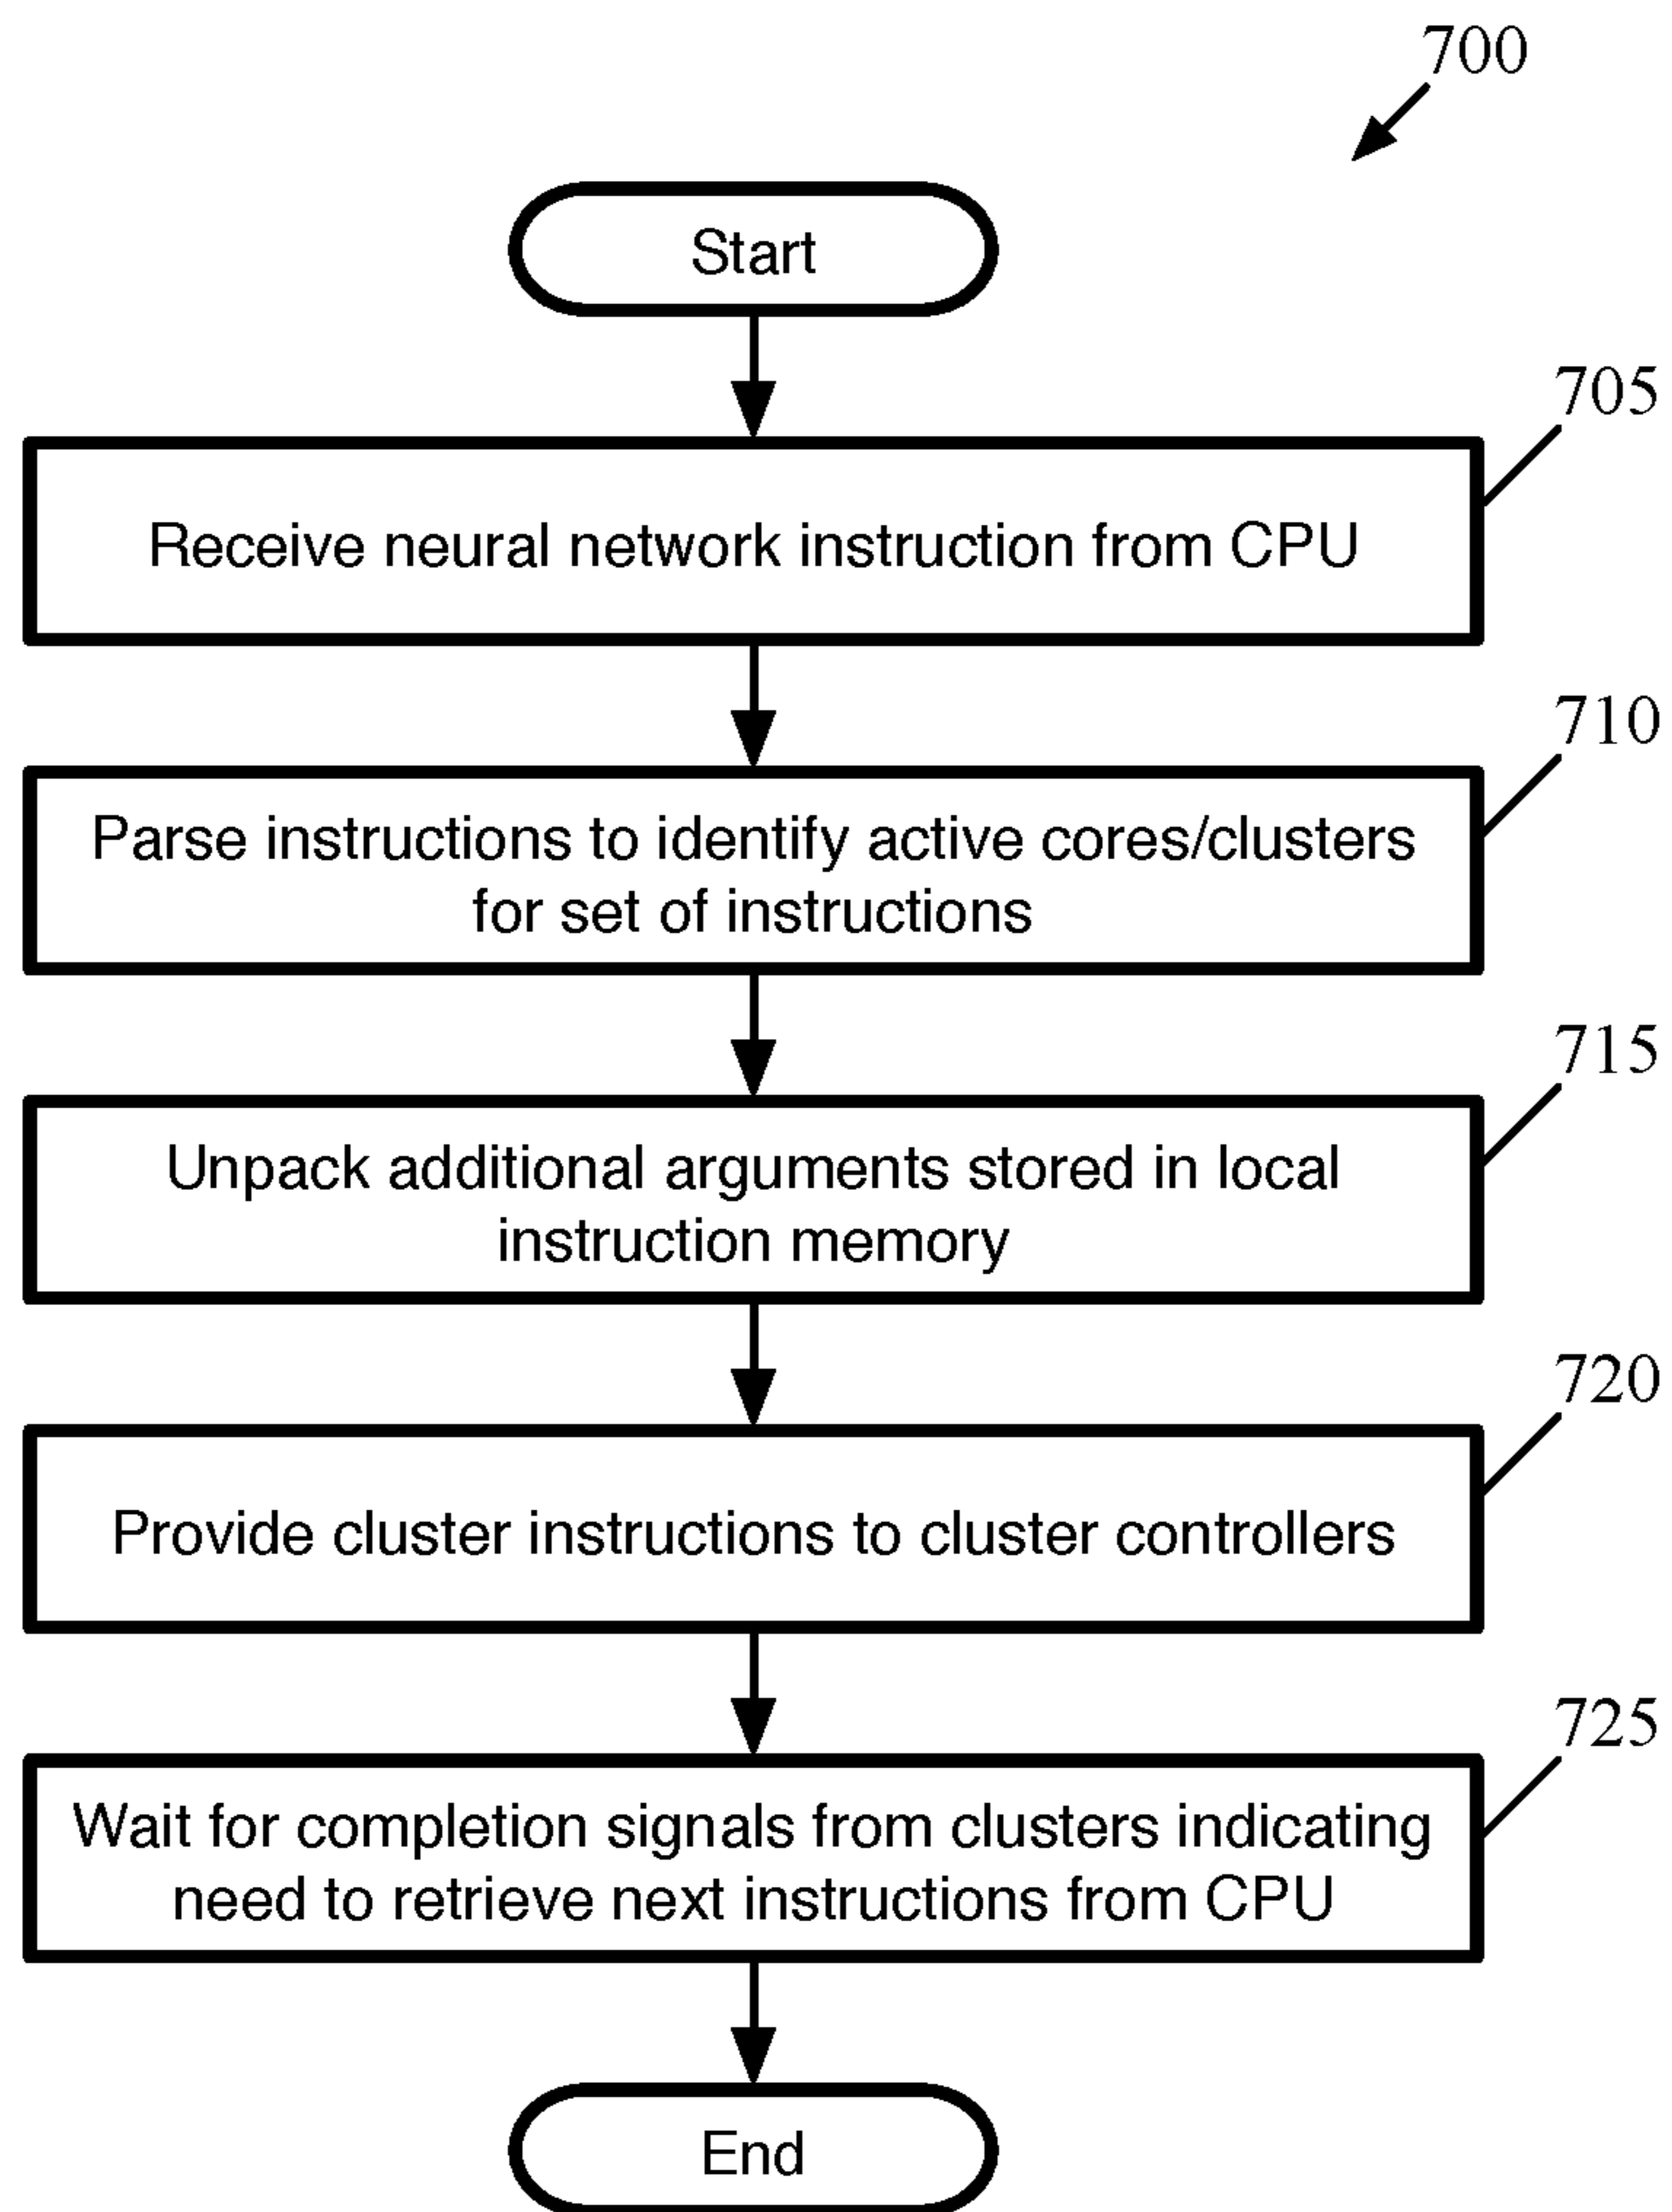 700
Start
705
Receive neural network instruction from CPU
710
Parse instructions to identify active cores/clusters
for set of instructions
715
Unpack additional arguments stored in local
instruction memory
720
Provide cluster instructions to cluster controllers
725
Wait for completion signals from clusters indicating
need to retrieve next instructions from CPU
End